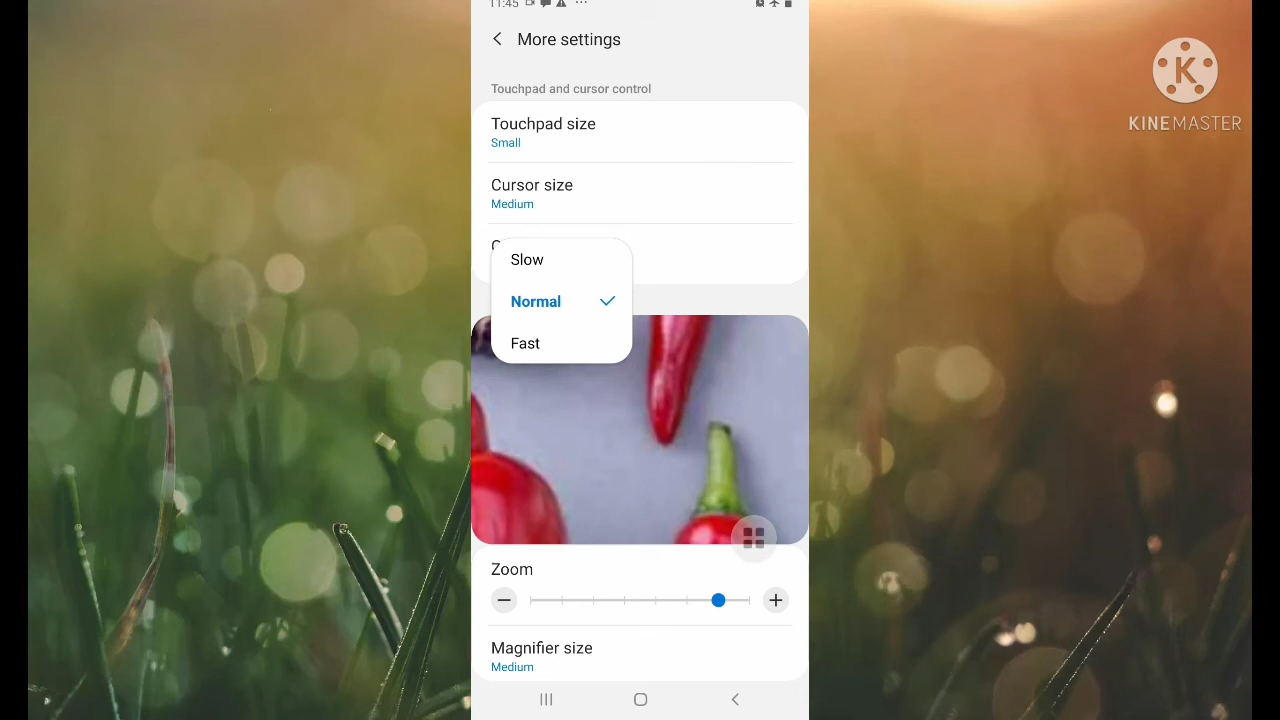 11:45
More settings
KINEMASTER
Touchpad and cursor control
Touchpad size
Small
Cursor size
Medium
Slow
Normal
Fast
Zoom
Magnifier size
Medium